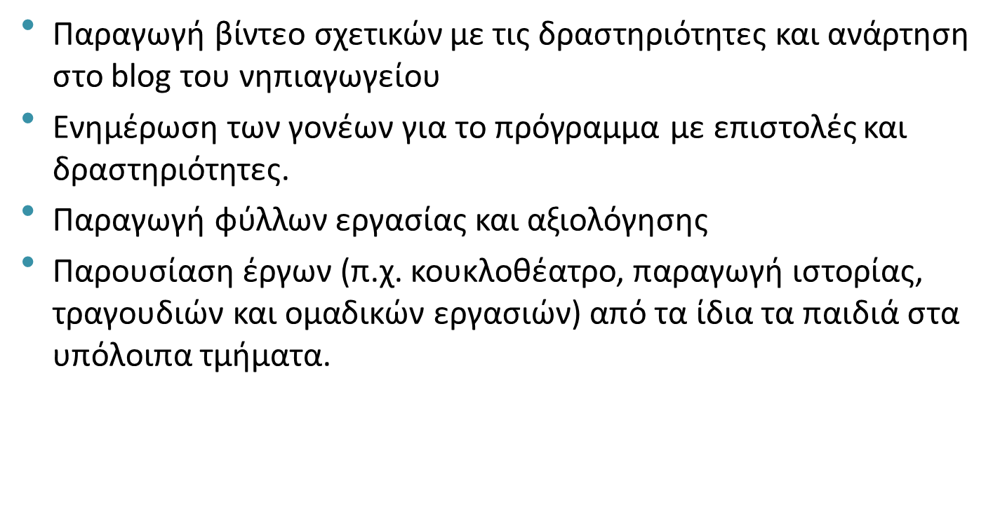 • Παραγωγή βίντεο σχετικών με τις δραστηριότητες και ανάρτηση
στο blog του νηπιαγωγείου
• Ενημέρωση των γονέων για το πρόγραμμα με επιστολές και
δραστηριότητες.
• Παραγωγή φύλλων εργασίας και αξιολόγησης
• Παρουσίαση έργων (π.χ. κουκλοθέατρο, παραγωγή ιστορίας,
τραγουδιών και ομαδικών εργασιών) από τα ίδια τα παιδιά στα
υπόλοιπα τμήματα.